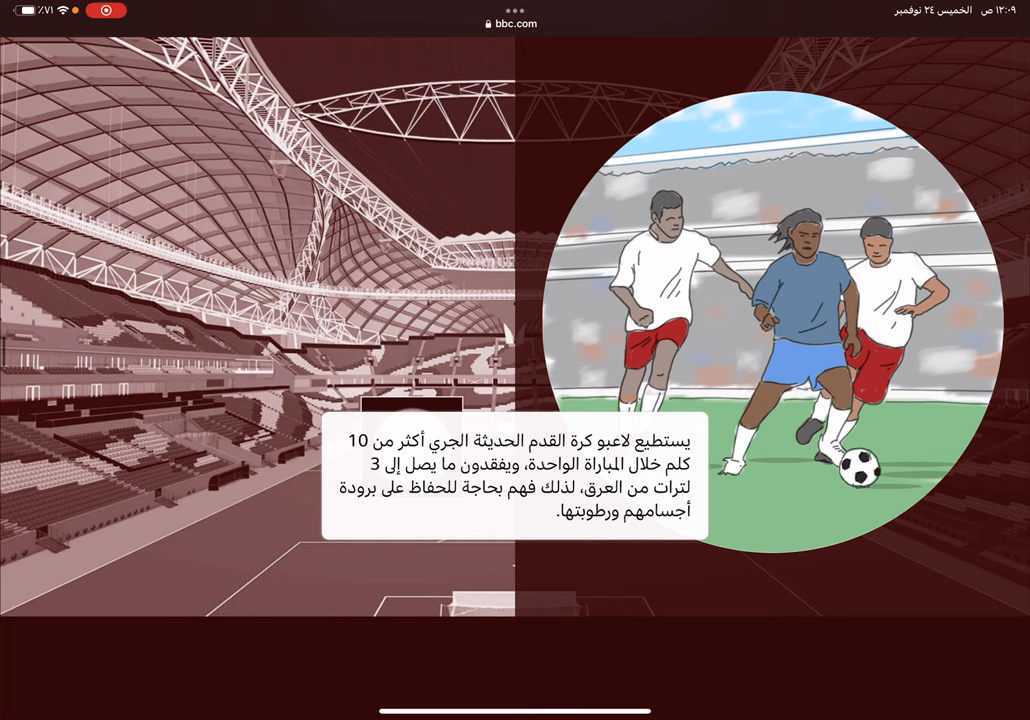 ١٢:٠٩ ص الخميس ٢٤ نوفمبر
٪٧١
bbc.com
يستطيع لاعبو كرة القدم الحديثة الجري أكثر من 10
كلم خلال المباراة الواحدة، ويفقدون ما يصل إلى 3
لترات من العرق، لذلك فهم بحاجة للحفاظ على برودة
أجسامهم ورطوبتها.